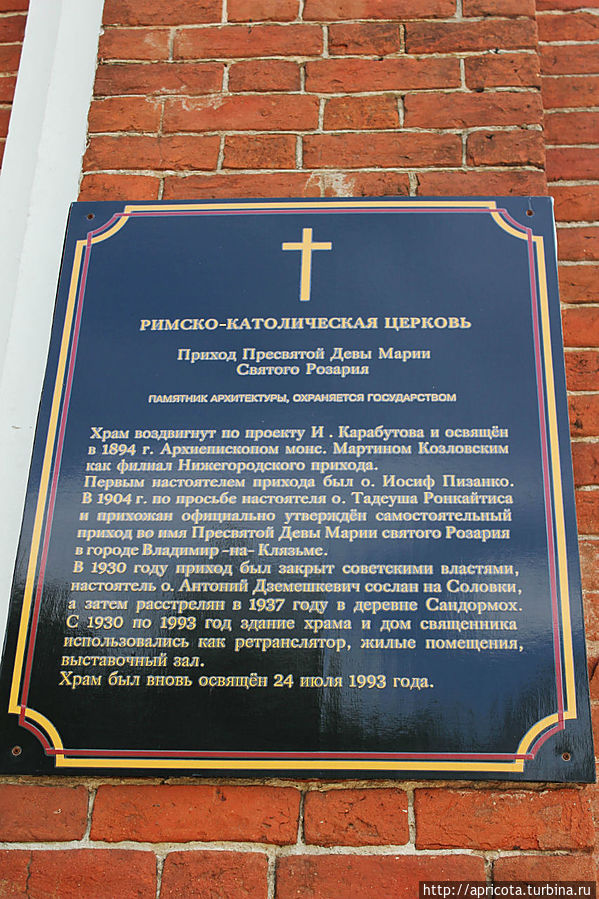 РИМСКО-КАТОЛИЧЕСКАЯ ЦЕРКОВЬ
Приход Пресвятой Девы Марии
Святого Розария
ПАМЯТНИК АРХИТЕКТУРЫ, ОХРАНЯЕТСЯ ГОСУДАРСТВОМ
Храм воздвигнут по проекту И . Карабутова и освящён
в 1894 г. Архиепископом монс. Мартином Козловским
как филиал Нижегородского прихода.
Первым настоятелем прихода был о. Иосиф Пизанко.
В 1904 г. по просьбе настоятеля о. Тадеуша Ронкайтиса
и прихожан официально утверждён самостоятельный
приход во имя Пресвятой Девы Марии святого Розария
в городе Владимир -на- Клязьме.
В 1930 году приход был закрыт советскими властями,
настоятель о. Антоний Дземешкевич сослан на Соловки,
а затем расстрелян в 1937 году в деревне Сандормох.
С 1930 по 1993 год здание храма и дом священника
использовались как ретранслятор, жилые помещения,
выставочный зал.
Храм был вновь освящён 24 июля 1993 года.
http://apricota.turbina.ru/